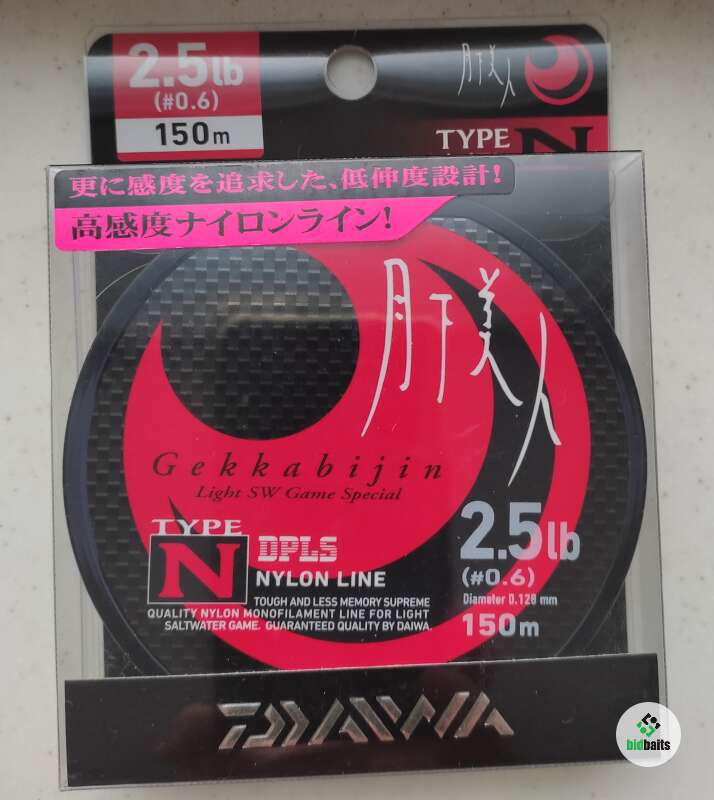 2.5lb
(#0.6)
150m
月下美人
TYPE
N
更に感度を追求した、低伸度設計!
高感度ナイロンライン!
月下美人
Gekkabijin
Light SW Game Special
TYPE
N
DPLS
NYLON LINE
TOUGH AND LESS MEMORY SUPREME
QUALITY NYLON MONOFILAMENT LINE FOR LIGHT
SALTWATER GAME. GUARANTEED QUALITY BY DAIWA.
2.5lb
(#0.6)
Diameter 0.128 mm
150m
DAIWA
bidbaits